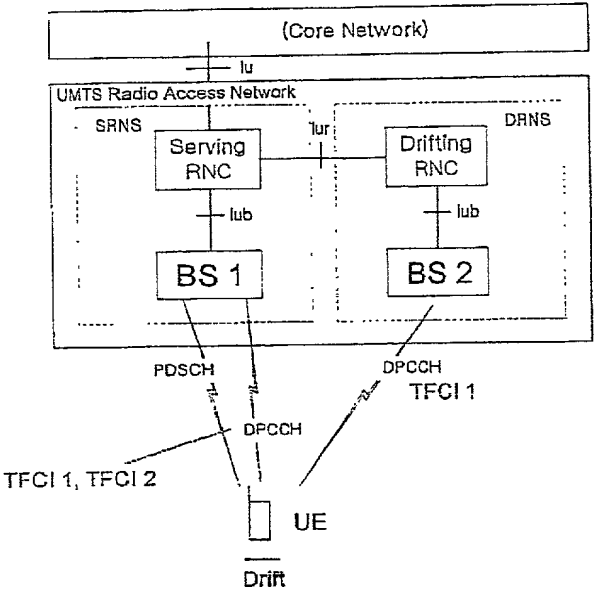 (Core Network)
Iu
UMTS Radio Access Network
SRNS
DRNS
Iur
Serving
RNC
Drifting
RNC
Iub
Iub
BS 1
BS 2
PDSCH
DPCCH
TFCI 1
DPCCH
TFCI 1, TFCI 2
UE
Drift